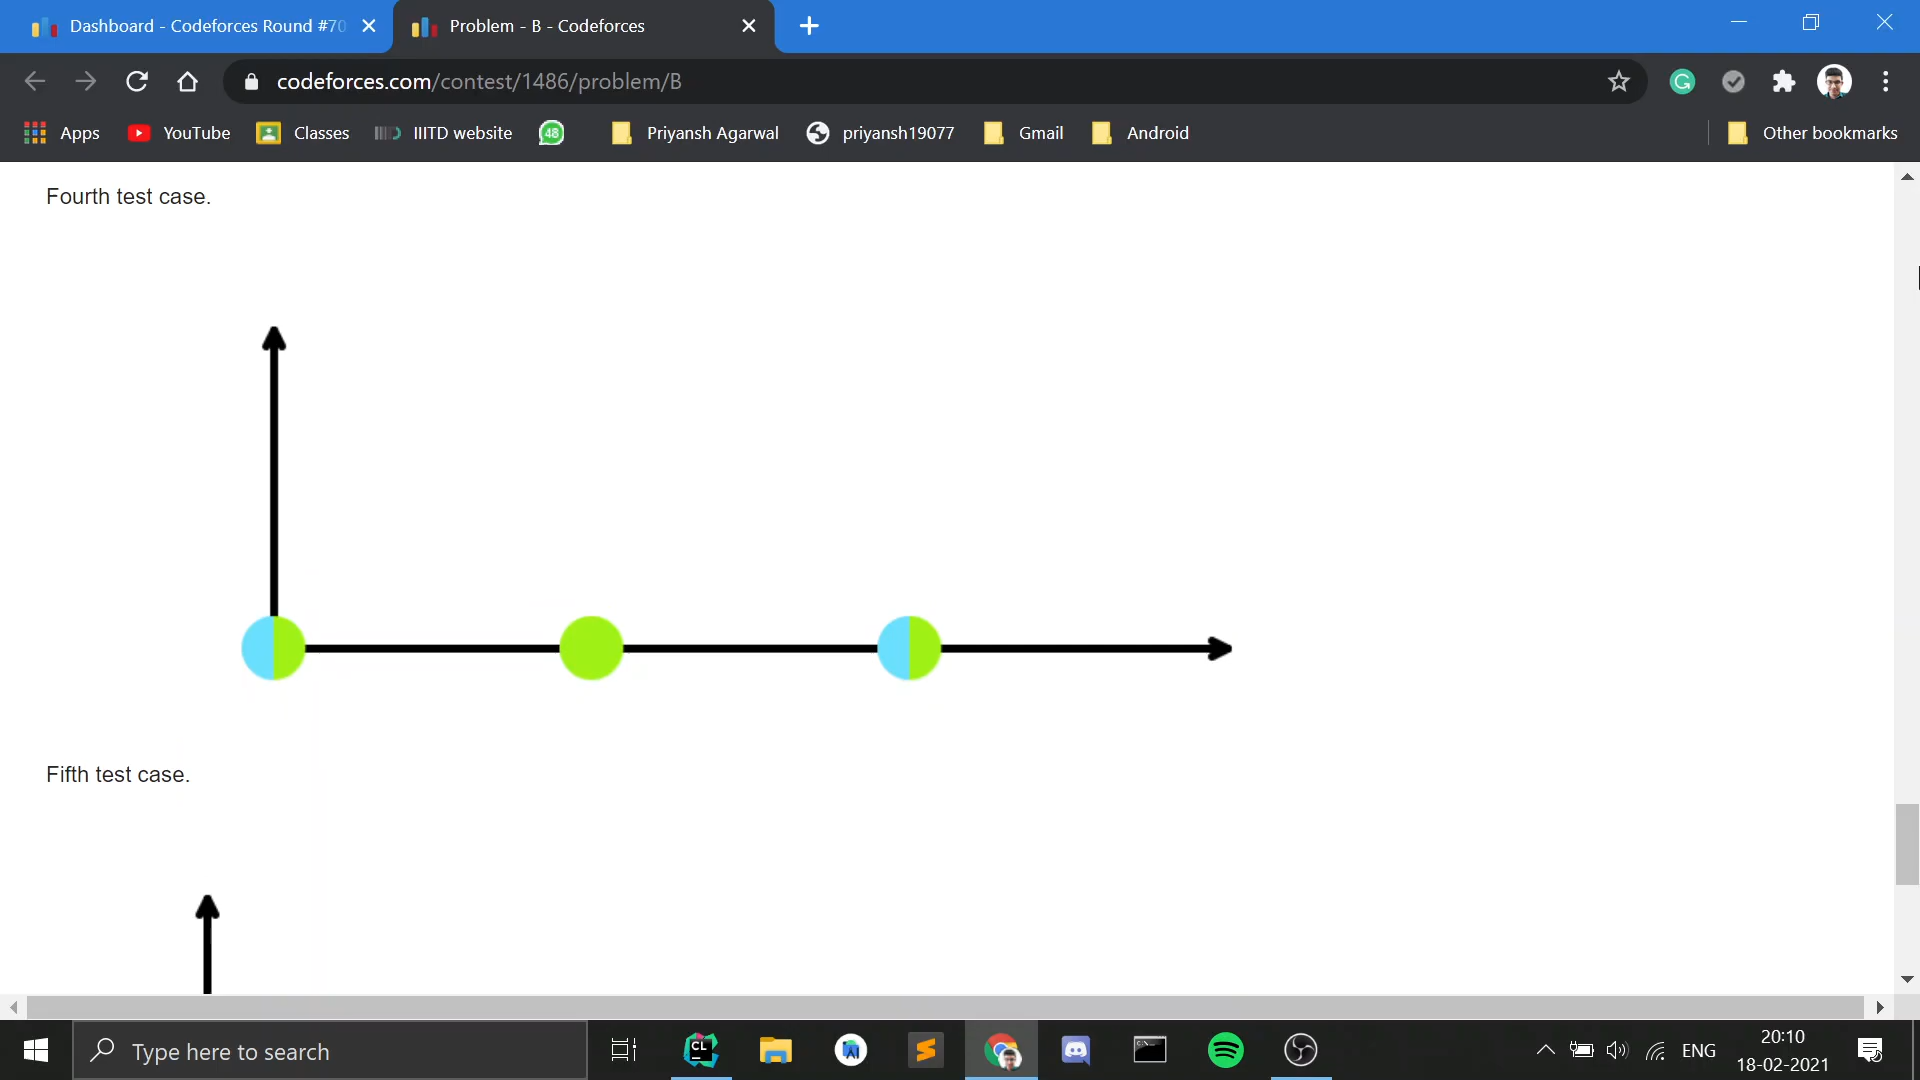 Dashboard - Codeforces Round #70
Problem - B - Codeforces
codeforces.com/contest/1486/problem/B
Apps
YouTube
Classes
IIITD website
48
Priyansh Agarwal
priyansh19077
Gmail
Android
Other bookmarks
Fourth test case.
Fifth test case.
Type here to search
CL
ENG
20:10
18-02-2021